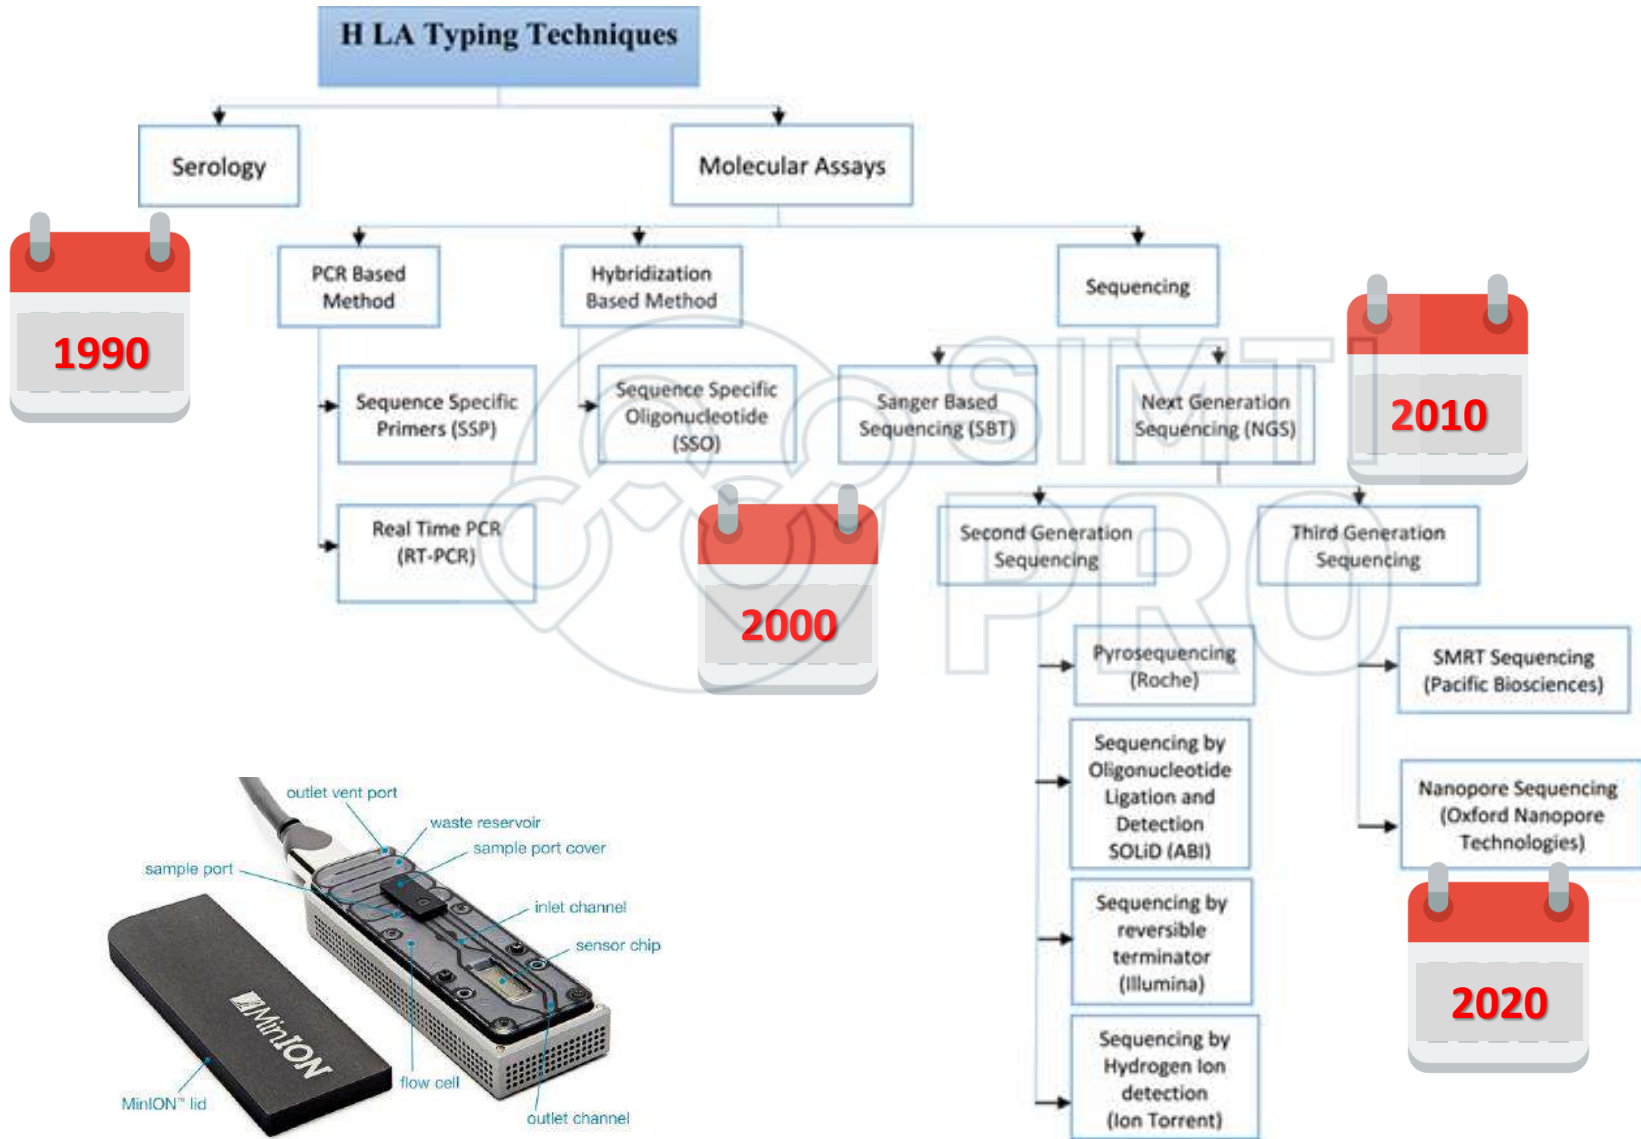 H LA Typing Techniques
Serology
Molecular Assays
PCR Based
Method
Hybridization
Based Method
Sequencing
1990
2010
Sequence Specific
Primers (SSP)
Sequence Specific
Oligonucleotide
(SSO)
Sanger Based
Sequencing (SBT)
Next Generation
Sequencing (NGS)
SIMTI
PRO
Real Time PCR
(RT-PCR)
2000
Second Generation
Sequencing
Third Generation
Sequencing
Pyrosequencing
(Roche)
SMRT Sequencing
(Pacific Biosciences)
Sequencing by
Oligonucleotide
Ligation and
Detection
SOLiD (ABI)
Nanopore Sequencing
(Oxford Nanopore
Technologies)
Sequencing by
reversible
terminator
(Illumina)
2020
Sequencing by
Hydrogen Ion
detection
(Ion Torrent)
outlet vent port
waste reservoir
sample port cover
sample port
inlet channel
sensor chip
MinION
flow cell
MinION™ lid
outlet channel